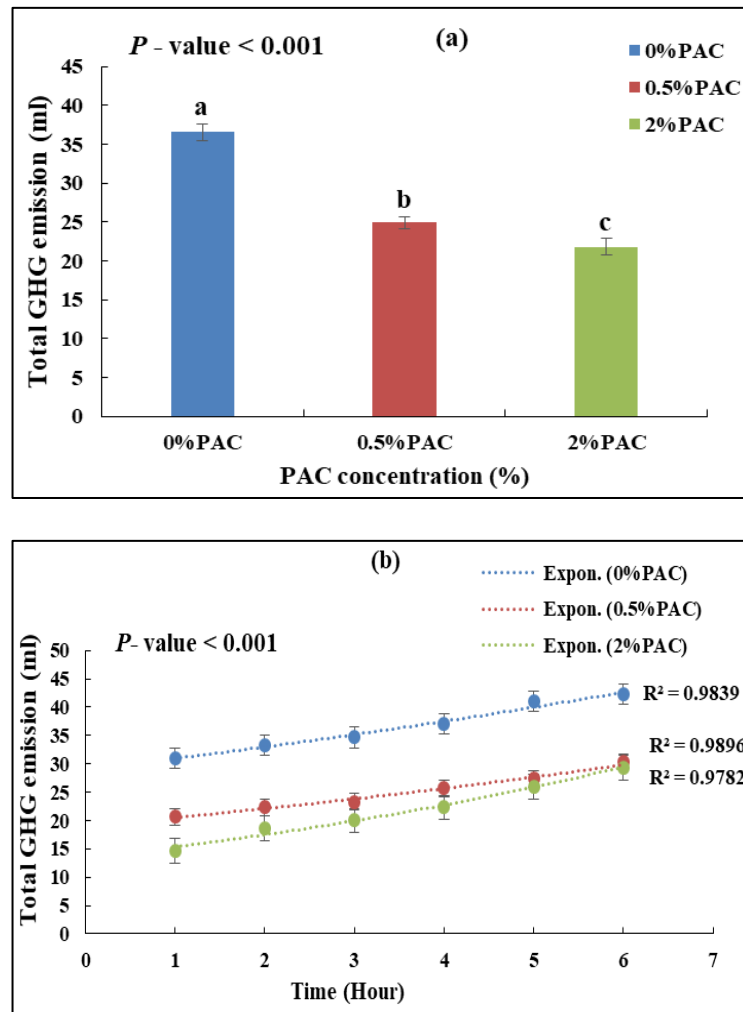 P - value < 0.001
(a)
0%PAC
0.5%PAC
2%PAC
Total GHG emission (ml)
45
40
35
30
25
20
15
10
5
0
a
b
c
0%PAC 0.5%PAC 2%PAC
PAC concentration (%)
(b)
Expon. (0%PAC)
Expon. (0.5%PAC)
Expon. (2%PAC)
P- value < 0.001
Total GHG emission (ml)
50
45
40
35
30
25
20
15
10
5
0
R² = 0.9839
R² = 0.9896
R² = 0.9782
0 1 2 3 4 5 6 7
Time (Hour)